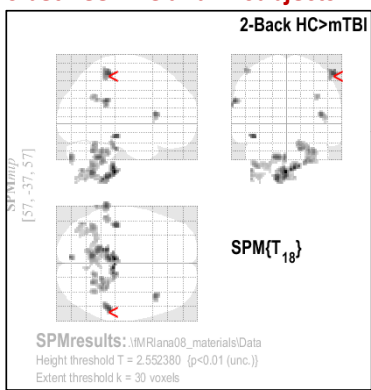 2-Back HC>mTBI
SPMmip
[57, -37, 57]
<
<
<
SPM{T18}
SPMresults: .\fMRIana08_materials\Data
Height threshold T = 2.552380 {p<0.01 (unc.)}
Extent threshold k = 30 voxels